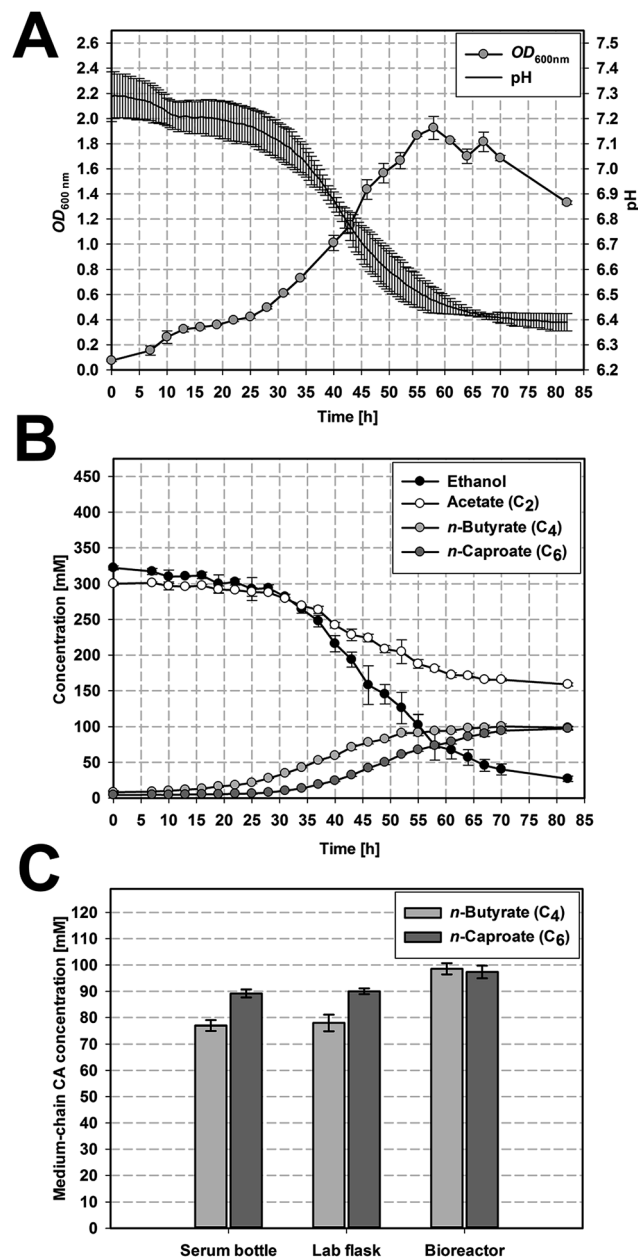 A
OD600nm
pH
2.6
2.4
2.2
2.0
1.8
1.6
1.4
1.2
1.0
0.8
0.6
0.4
0.2
0.0
OD600 nm
7.5
7.4
7.3
7.2
7.1
7.0
6.9
6.8
6.7
6.6
6.5
6.4
6.3
6.2
pH
0 5 10 15 20 25 30 35 40 45 50 55 60 65 70 75 80 85
Time [h]
B
Ethanol
Acetate (C2)
n-Butyrate (C4)
n-Caproate (C6)
450
400
350
300
250
200
150
100
50
0
Concentration [mM]
0 5 10 15 20 25 30 35 40 45 50 55 60 65 70 75 80 85
Time [h]
C
n-Butyrate (C4)
n-Caproate (C6)
120
110
100
90
80
70
60
50
40
30
20
10
0
Medium-chain CA concentration [mM]
Serum bottle Lab flask Bioreactor